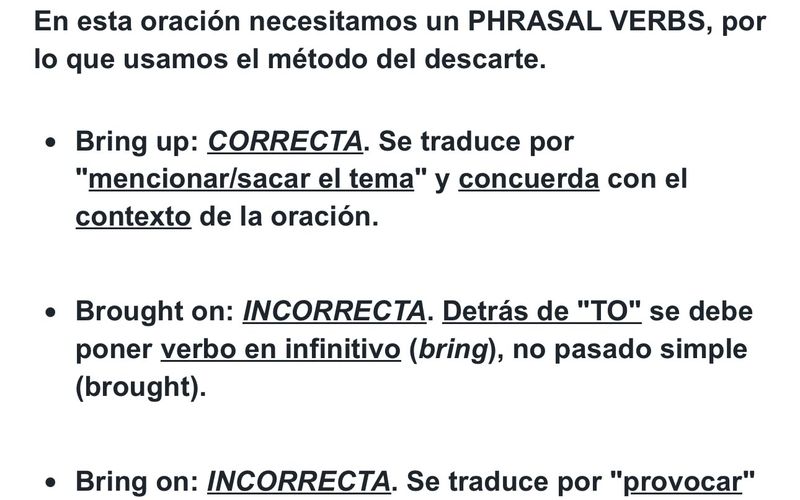 En esta oración necesitamos un PHRASAL VERBS, por
lo que usamos el método del descarte.
• Bring up: CORRECTA. Se traduce por
"mencionar/sacar el tema" y concuerda con el
contexto de la oración.
• Brought on: INCORRECTA. Detrás de "TO" se debe
poner verbo en infinitivo (bring), no pasado simple
(brought).
• Bring on: INCORRECTA. Se traduce por "provocar"